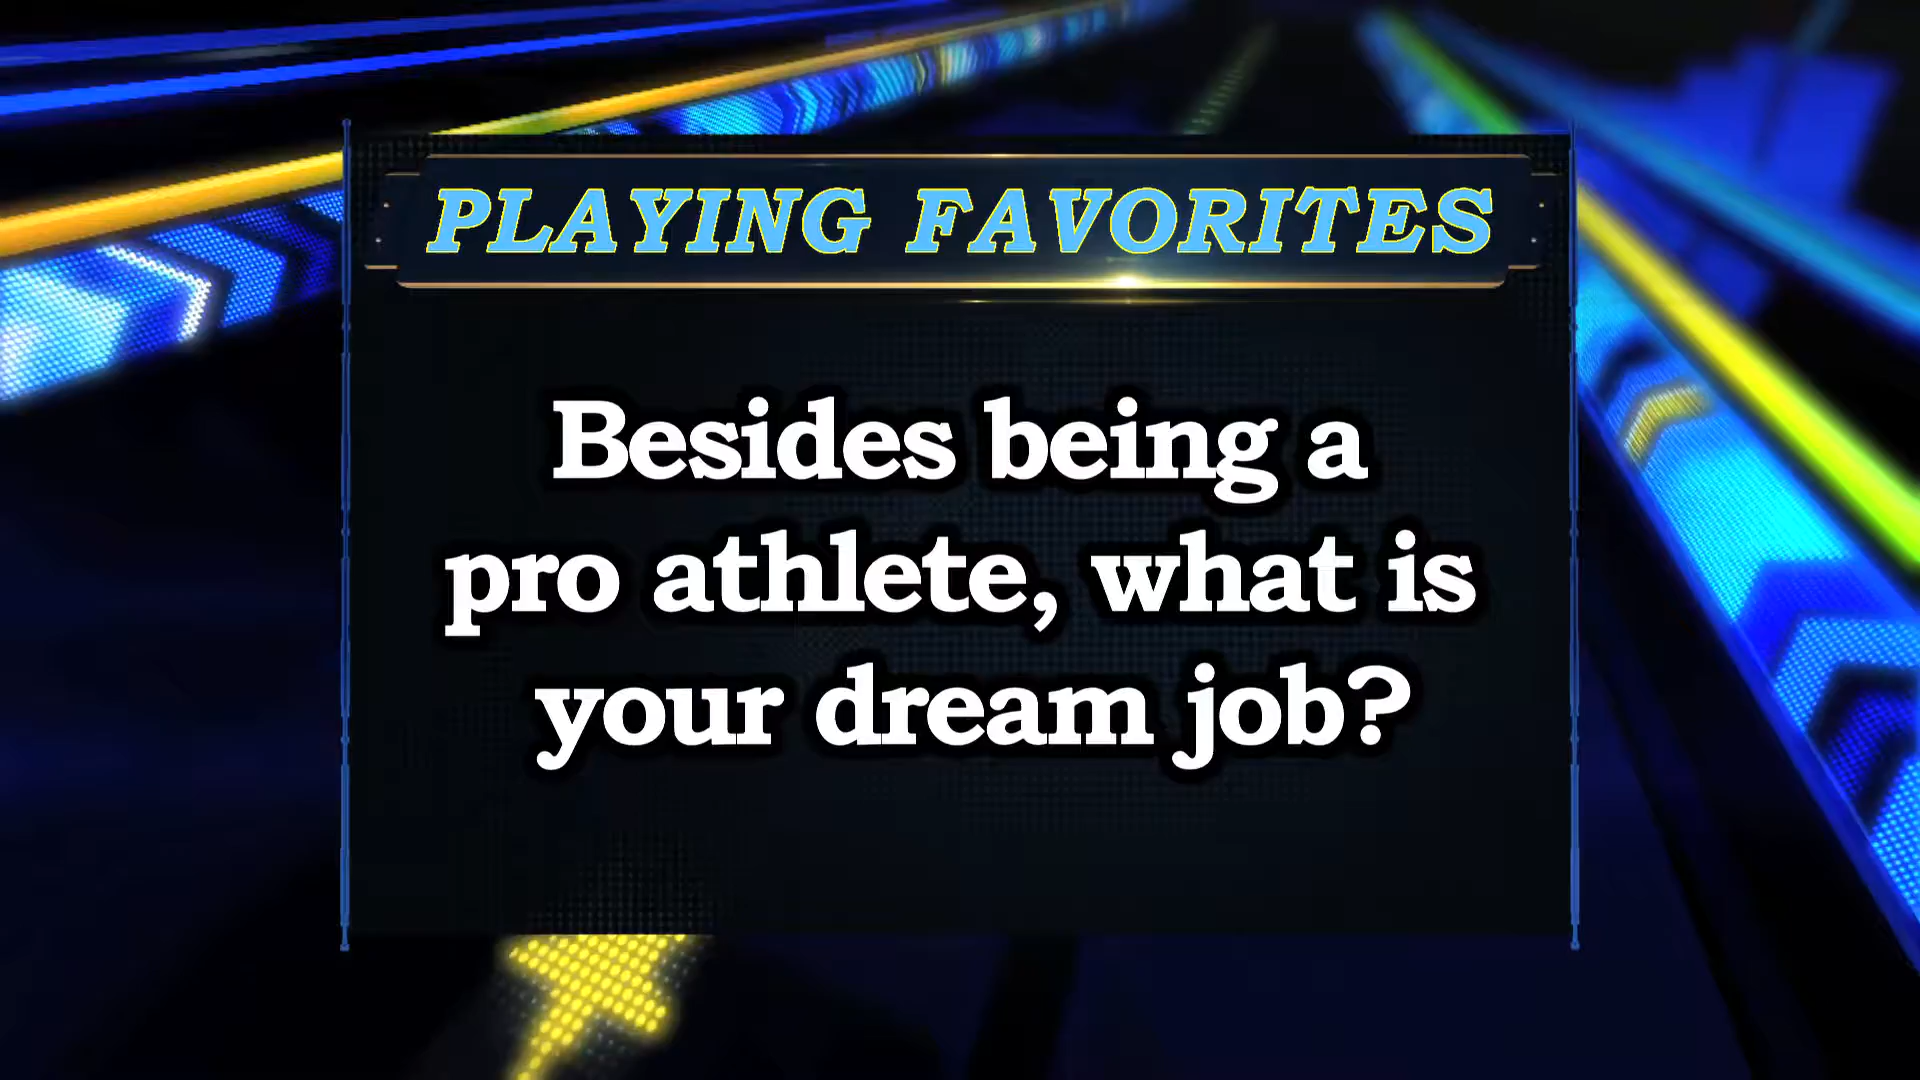 PLAYING FAVORITES
Besides being a
pro athlete, what is
your dream job?